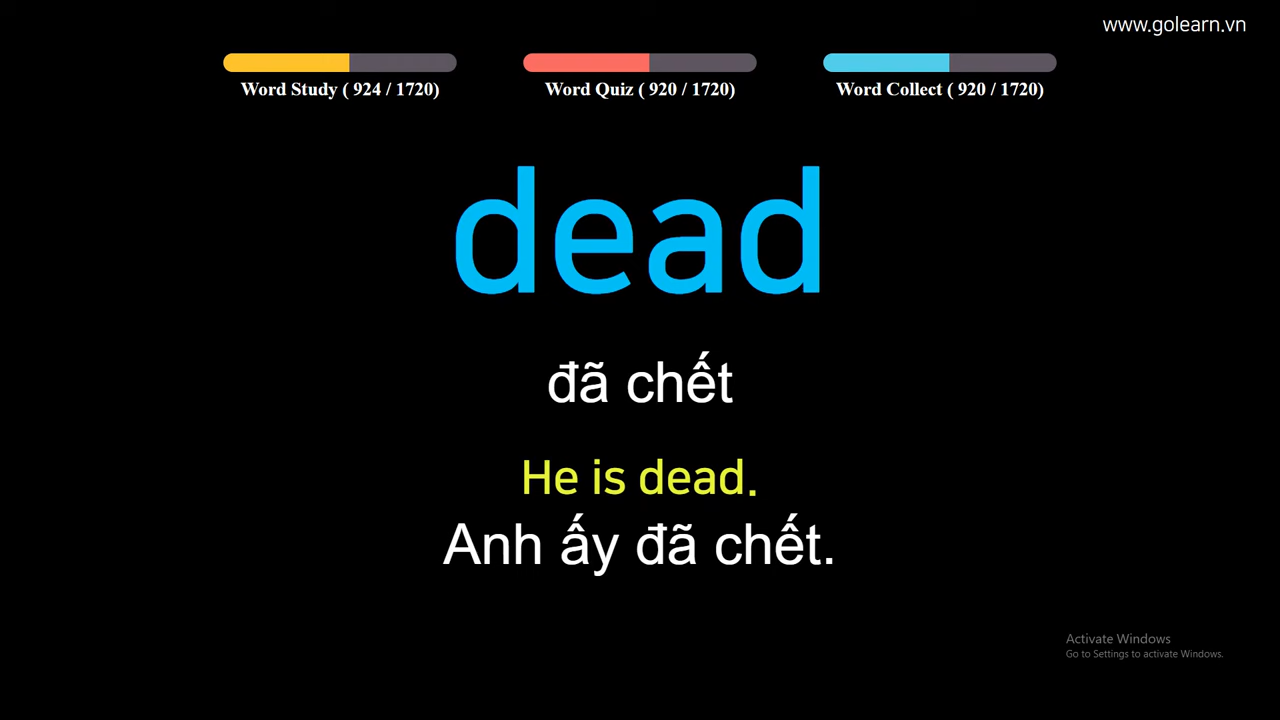 www.golearn.vn
Word Study ( 924 / 1720)
Word Quiz ( 920 / 1720)
Word Collect ( 920 / 1720)
dead
đã chết
He is dead.
Anh ấy đã chết.
Activate Windows
Go to Settings to activate Windows.